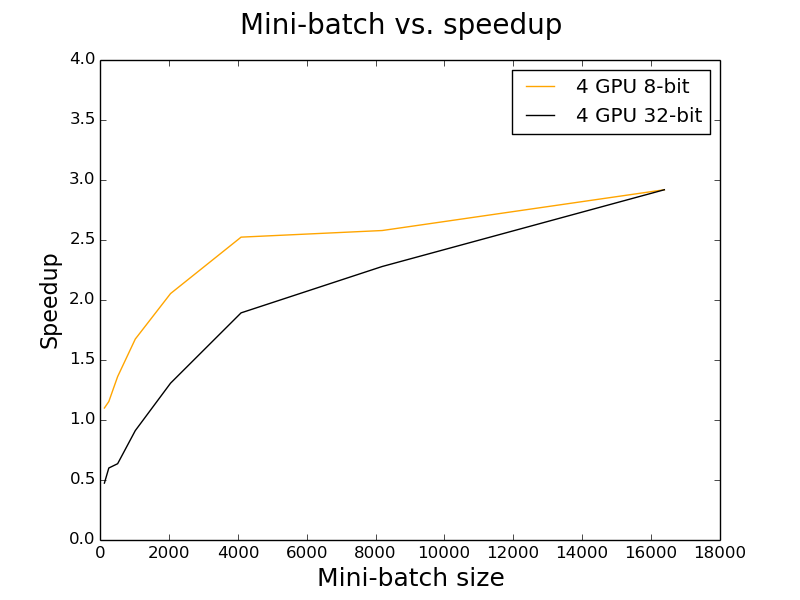 Mini-batch vs. speedup
4 GPU 8-bit
4 GPU 32-bit
4.0
3.5
3.0
2.5
2.0
1.5
1.0
0.5
0.0
Speedup
0 2000 4000 6000 8000 10000 12000 14000 16000 18000
Mini-batch size